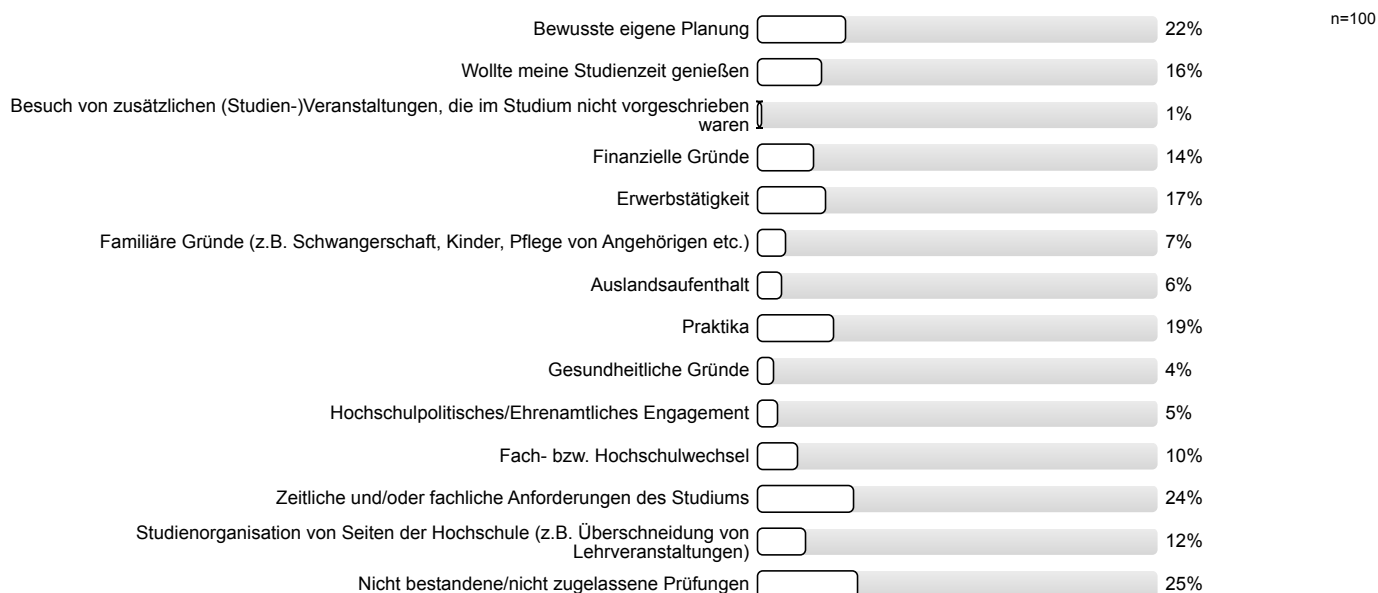 n=100
Bewusste eigene Planung 22%
Wollte meine Studienzeit genießen 16%
Besuch von zusätzlichen (Studien-)Veranstaltungen, die im Studium nicht vorgeschrieben
waren 1%
Finanzielle Gründe 14%
Erwerbstätigkeit 17%
Familiäre Gründe (z.B. Schwangerschaft, Kinder, Pflege von Angehörigen etc.) 7%
Auslandsaufenthalt 6%
Praktika 19%
Gesundheitliche Gründe 4%
Hochschulpolitisches/Ehrenamtliches Engagement 5%
Fach- bzw. Hochschulwechsel 10%
Zeitliche und/oder fachliche Anforderungen des Studiums 24%
Studienorganisation von Seiten der Hochschule (z.B. Überschneidung von
Lehrveranstaltungen) 12%
Nicht bestandene/nicht zugelassene Prüfungen 25%